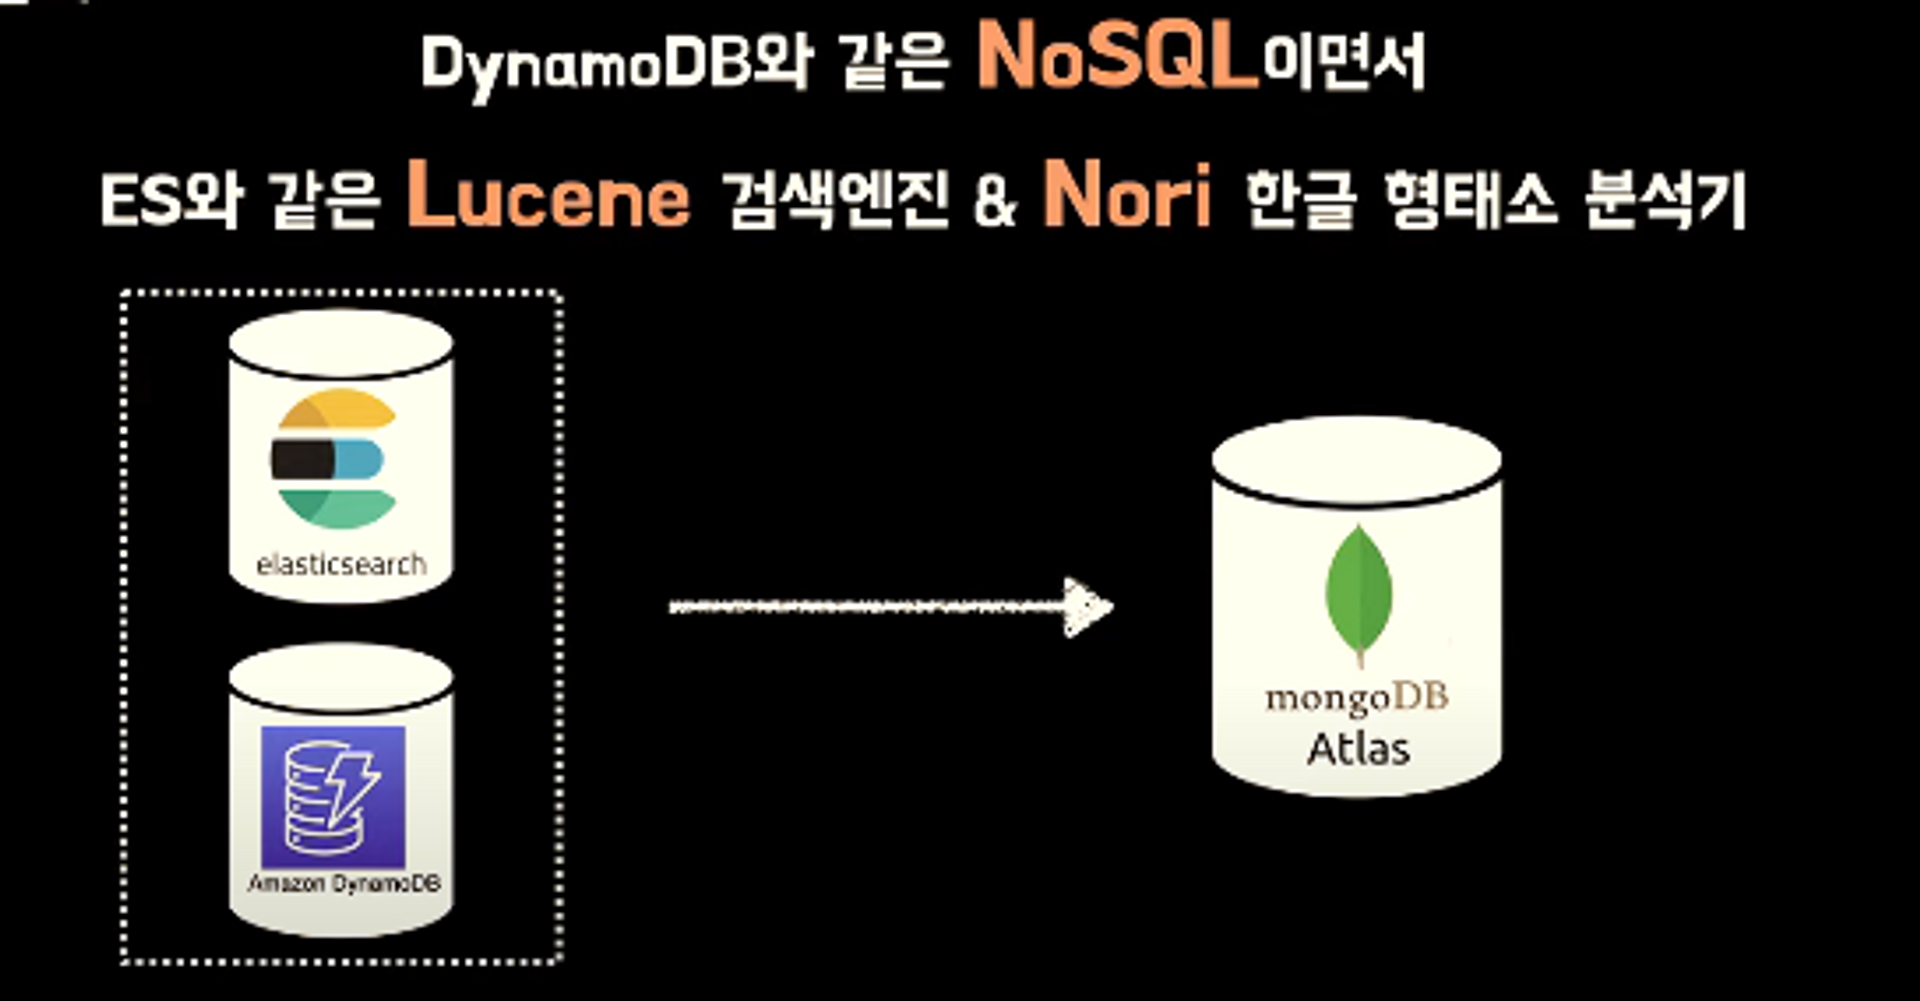 DynamoDB와 같은 NoSQL이면서
ES와 같은 Lucene 검색엔진 & Nori 한글 형태소 분석기
elasticsearch
Amazon DynamoDB
mongoDB
Atlas